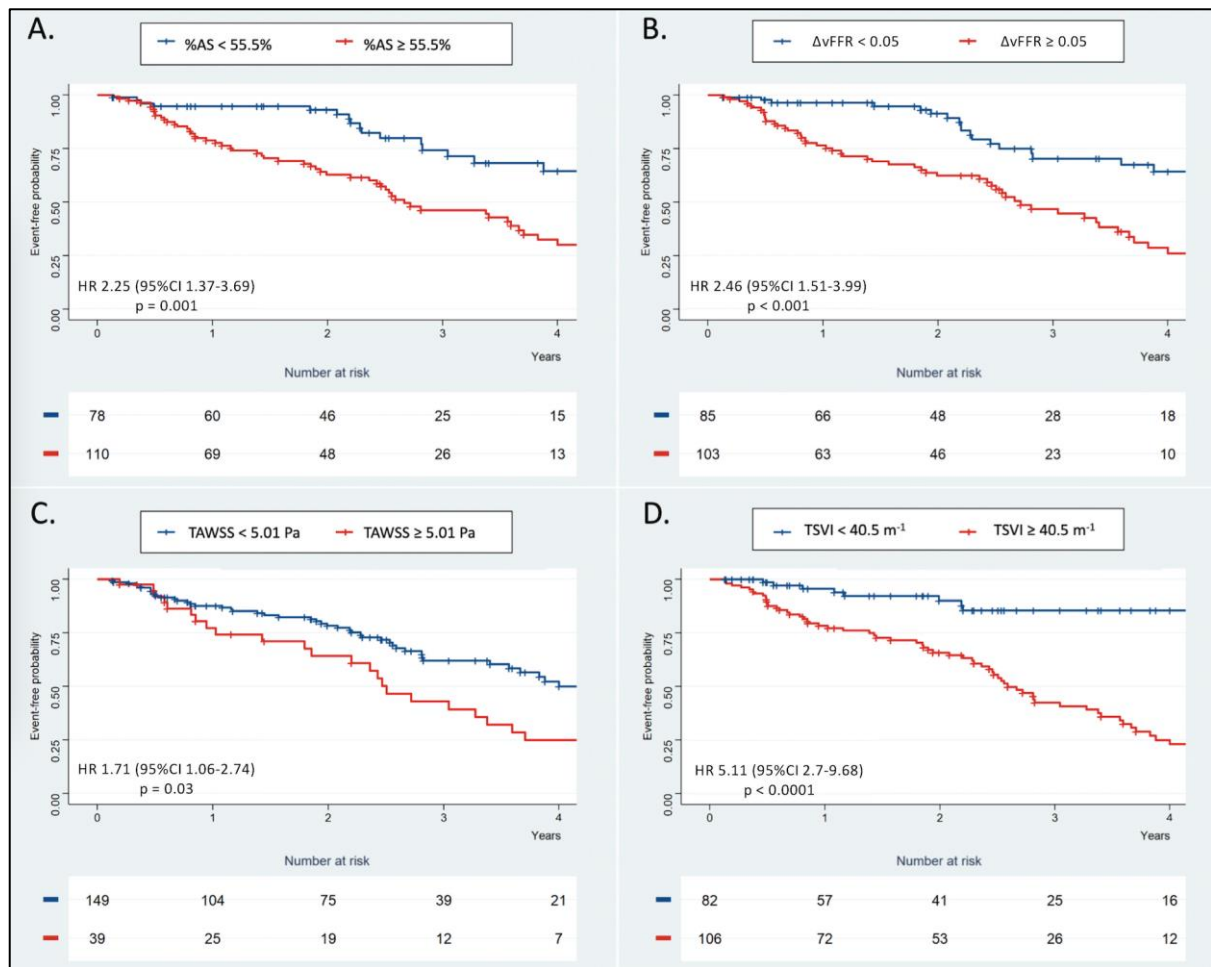 A.
%AS < 55.5% %AS ≥ 55.5%
Event-free probability
1.00
0.75
0.50
0.25
0.00
HR 2.25 (95%CI 1.37-3.69)
p = 0.001
0 1 2 3 4
Years
Number at risk
78 60 46 25 15
110 69 48 26 13
B.
ΔvFFR < 0.05 ΔvFFR ≥ 0.05
Event-free probability
1.00
0.75
0.50
0.25
0.00
HR 2.46 (95%CI 1.51-3.99)
p < 0.001
0 1 2 3 4
Years
Number at risk
85 66 48 28 18
103 63 46 23 10
C.
TAWSS < 5.01 Pa TAWSS ≥ 5.01 Pa
Event-free probability
1.00
0.75
0.50
0.25
0.00
HR 1.71 (95%CI 1.06-2.74)
p = 0.03
0 1 2 3 4
Years
Number at risk
149 104 75 39 21
39 25 19 12 7
D.
TSVI < 40.5 m⁻¹ TSVI ≥ 40.5 m⁻¹
Event-free probability
1.00
0.75
0.50
0.25
0.00
HR 5.11 (95%CI 2.7-9.68)
p < 0.0001
0 1 2 3 4
Years
Number at risk
82 57 41 25 16
106 72 53 26 12